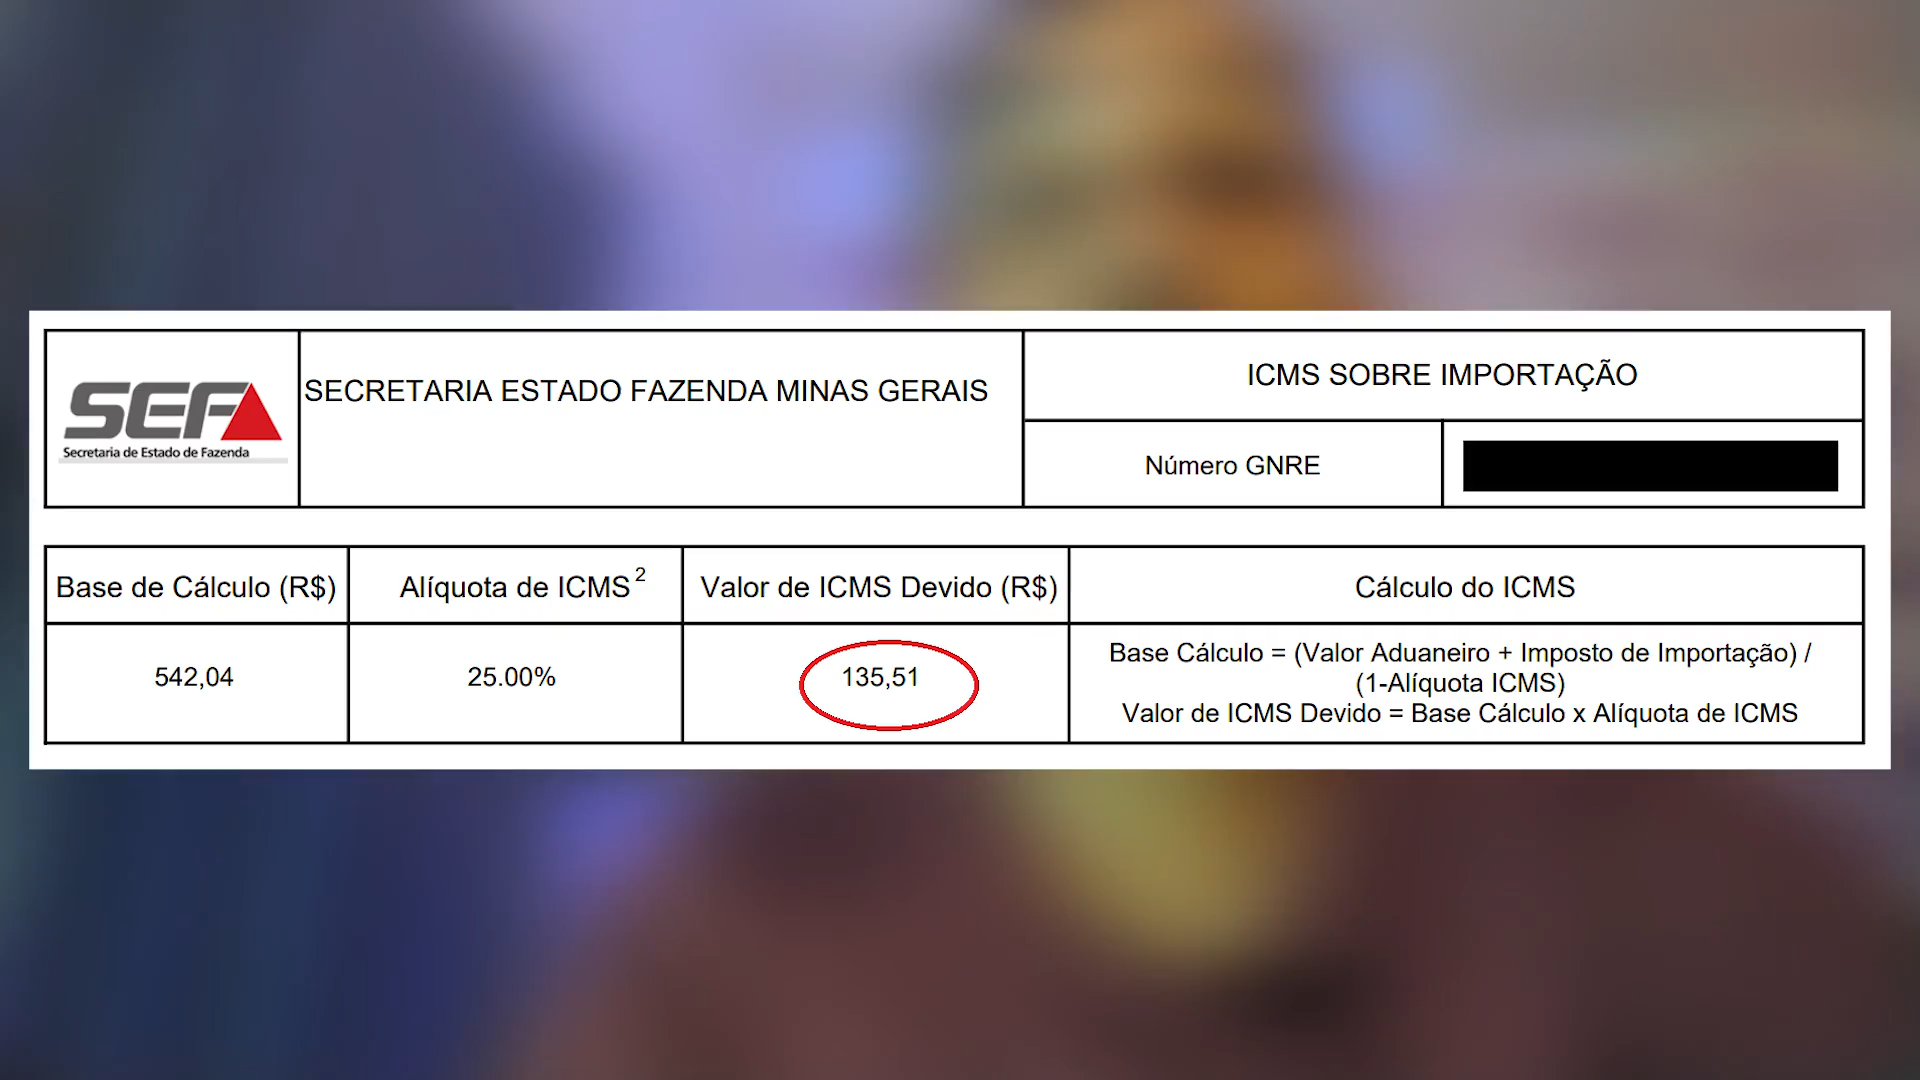 SEF
Secretaria de Estado de Fazenda
SECRETARIA ESTADO FAZENDA MINAS GERAIS
ICMS SOBRE IMPORTAÇÃO
Número GNRE
Base de Cálculo (R$)
Alíquota de ICMS 2
Valor de ICMS Devido (R$)
Cálculo do ICMS
542,04
25.00%
135,51
Base Cálculo = (Valor Aduaneiro + Imposto de Importação) /
(1-Alíquota ICMS)
Valor de ICMS Devido = Base Cálculo x Alíquota de ICMS